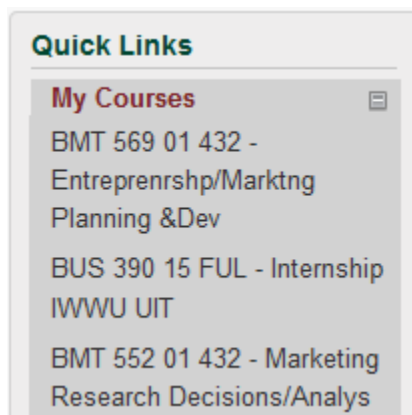 Quick Links
My Courses
BMT 569 01 432 -
Entreprenrshp/Marktng
Planning &Dev
BUS 390 15 FUL - Internship
IWWU UIT
BMT 552 01 432 - Marketing
Research Decisions/Analys